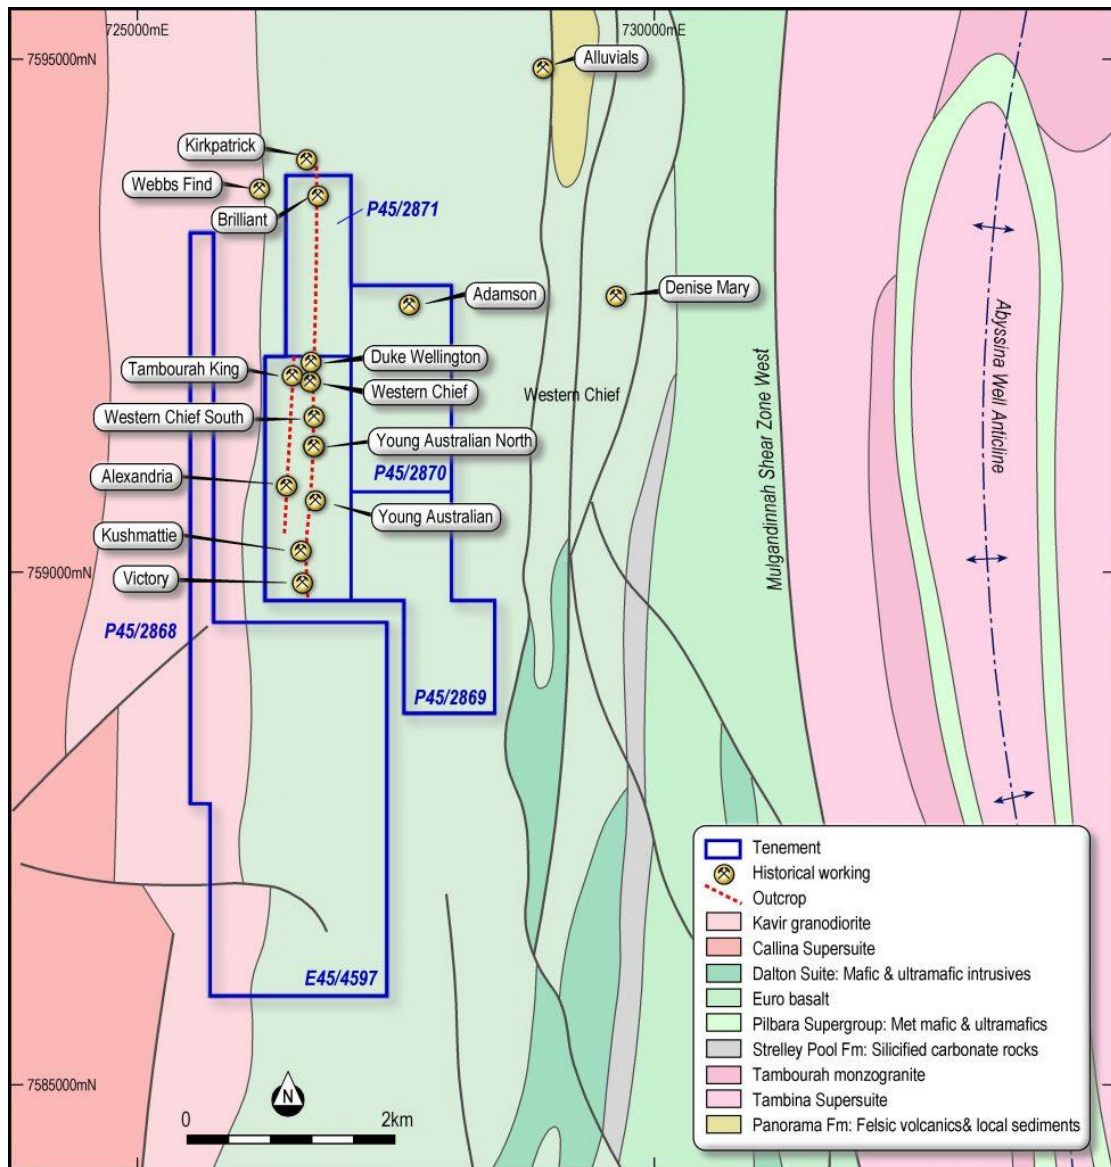 725000mE
730000mE
7595000mN
Alluvials
Kirkpatrick
Webbs Find
Brilliant
P45/2871
Adamson
Denise Mary
Duke Wellington
Tambourah King
Western Chief
Western Chief
Western Chief South
Young Australian North
P45/2870
Alexandria
Young Australian
Kushmattie
759000mN
Victory
P45/2868
P45/2869
E45/4597
Mulgandinnah Shear Zone West
Abyssina Well Anticline
7585000mN
N
0
2km
Tenement
Historical working
Outcrop
Kavir granodiorite
Callina Supersuite
Dalton Suite: Mafic & ultramafic intrusives
Euro basalt
Pilbara Supergroup: Met mafic & ultramafics
Strelley Pool Fm: Silicified carbonate rocks
Tambourah monzogranite
Tambina Supersuite
Panorama Fm: Felsic volcanics& local sediments